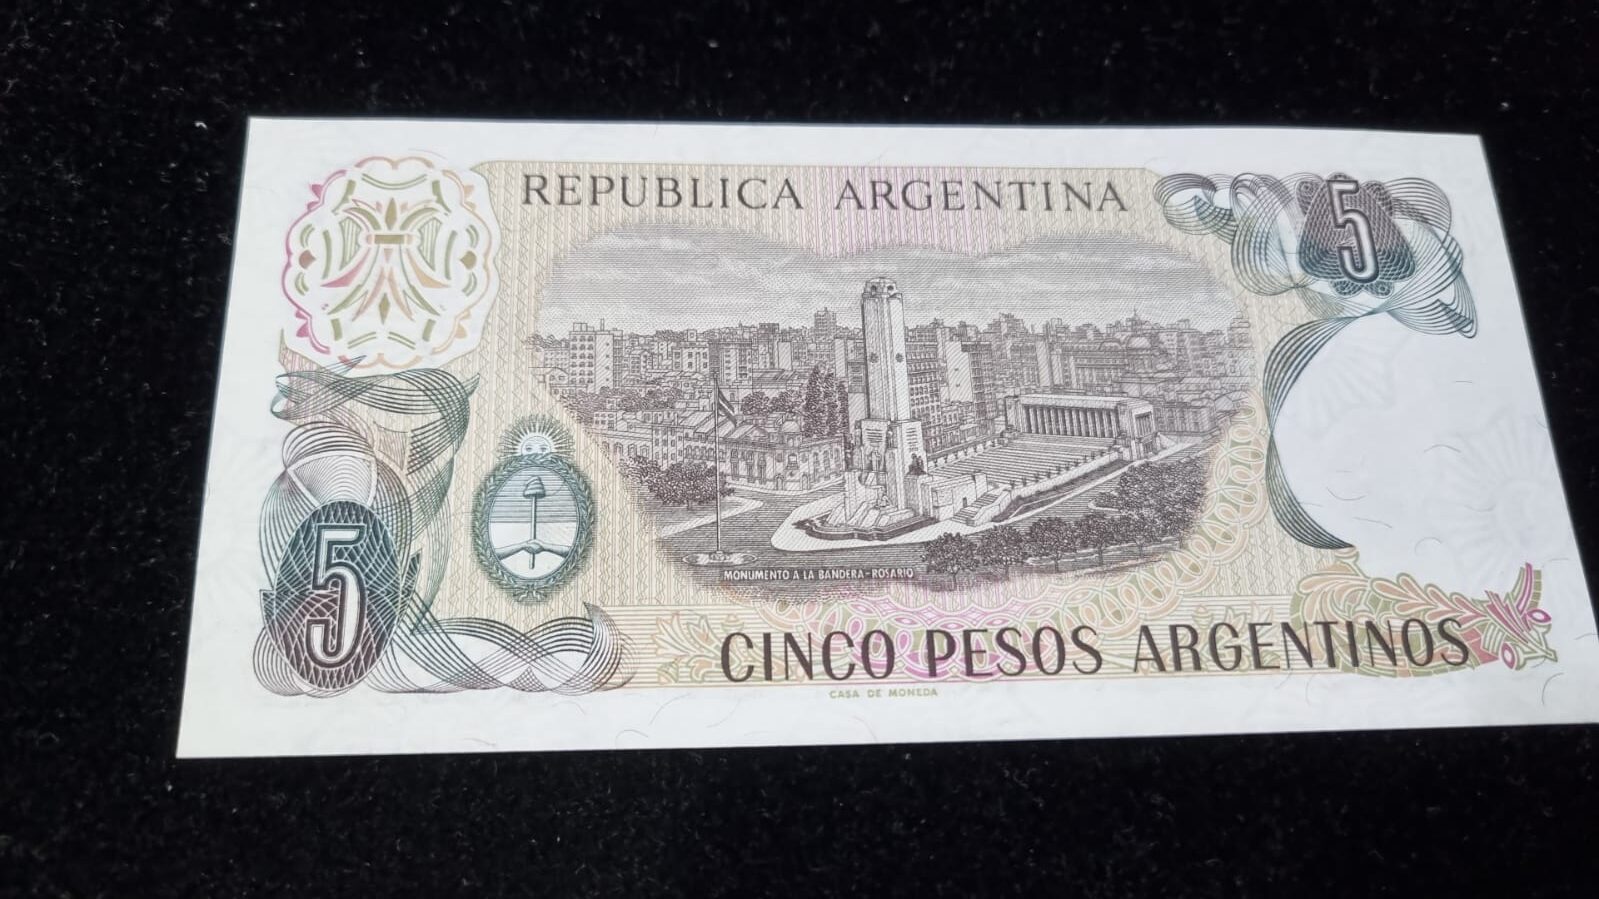 REPUBLICA ARGENTINA
5
5
MONUMENTO A LA BANDERA-ROSARIO
CINCO PESOS ARGENTINOS
CASA DE MONEDA